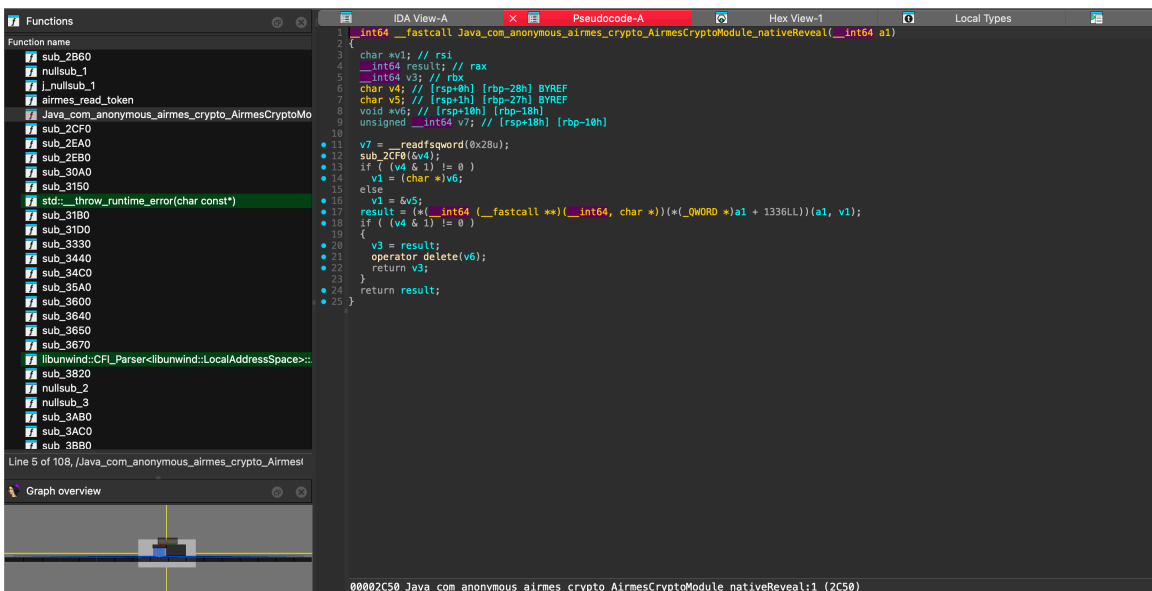 Functions
Function name
sub_2B60
nullsub_1
j_nullsub_1
airmes_read_token
Java_com_anonymous_airmes_crypto_AirmesCryptoMo
sub_2CF0
sub_2EA0
sub_2EB0
sub_30A0
sub_3150
std::__throw_runtime_error(char const*)
sub_31B0
sub_31D0
sub_3330
sub_3440
sub_34C0
sub_35A0
sub_3600
sub_3640
sub_3650
sub_3670
libunwind::CFI_Parser<libunwind::LocalAddressSpace>::.
sub_3820
nullsub_2
nullsub_3
sub_3AB0
sub_3AC0
sub_3BB0
Line 5 of 108, /Java_com_anonymous_airmes_crypto_Airmes(
Graph overview
IDA View-A
Pseudocode-A
Hex View-1
Local Types
1 __int64 __fastcall Java_com_anonymous_airmes_crypto_AirmesCryptoModule_nativeReveal(__int64 a1)
2 {
3 char *v1; // rsi
4 __int64 result; // rax
5 __int64 v3; // rbx
6 char v4; // [rsp+0h] [rbp-28h] BYREF
7 char v5; // [rsp+1h] [rbp-27h] BYREF
8 void *v6; // [rsp+10h] [rbp-18h]
9 unsigned __int64 v7; // [rsp+18h] [rbp-10h]
10
11 v7 = __readfsqword(0x28u);
12 sub_2CF0(&v4);
13 if ( (v4 & 1) != 0 )
14 v1 = (char *)v6;
15 else
16 v1 = &v5;
17 result = (*(__int64 (__fastcall **)(__int64, char *))(*(_QWORD *)a1 + 1336LL))(a1, v1);
18 if ( (v4 & 1) != 0 )
19 {
20 v3 = result;
21 operator delete(v6);
22 return v3;
23 }
24 return result;
25 }
00002C50 Java_com_anonymous_airmes_crypto_AirmesCryptoModule_nativeReveal:1 (2C50)